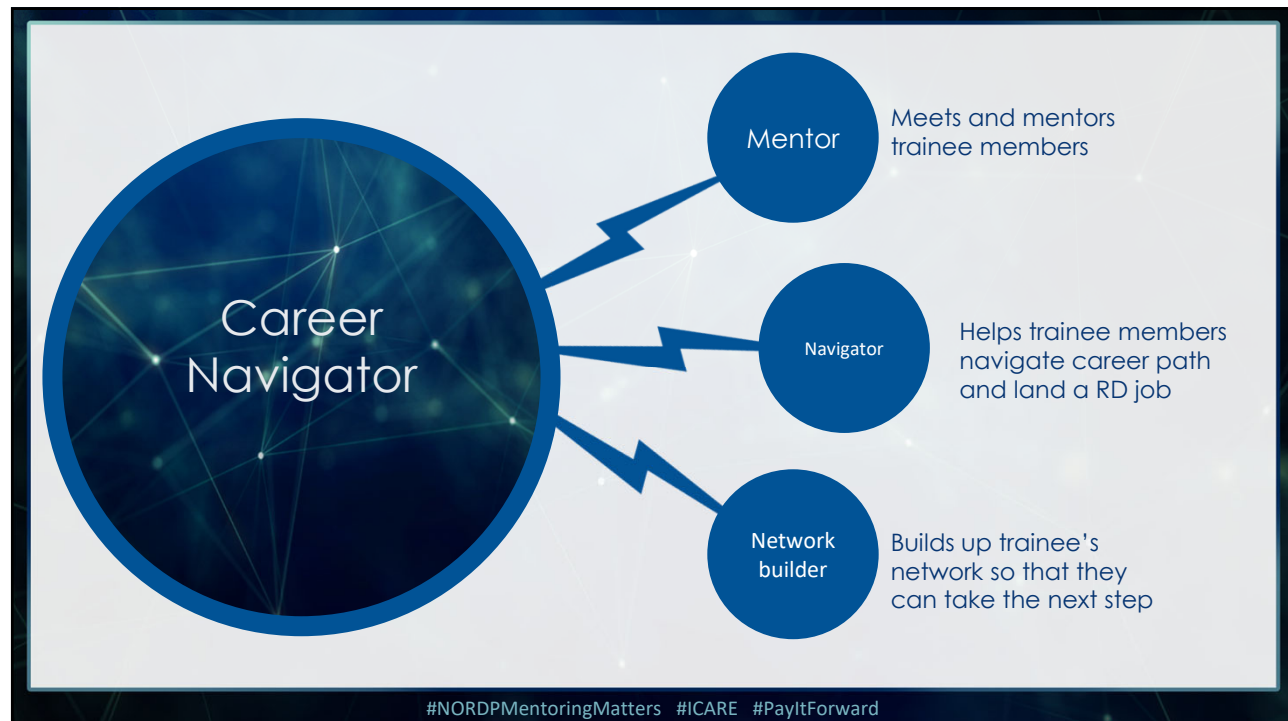 Career
Navigator
Mentor
Meets and mentors
trainee members
Navigator
Helps trainee members
navigate career path
and land a RD job
Network
builder
Builds up trainee’s
network so that they
can take the next step
#NORDPMentoringMatters #ICARE #PayItForward